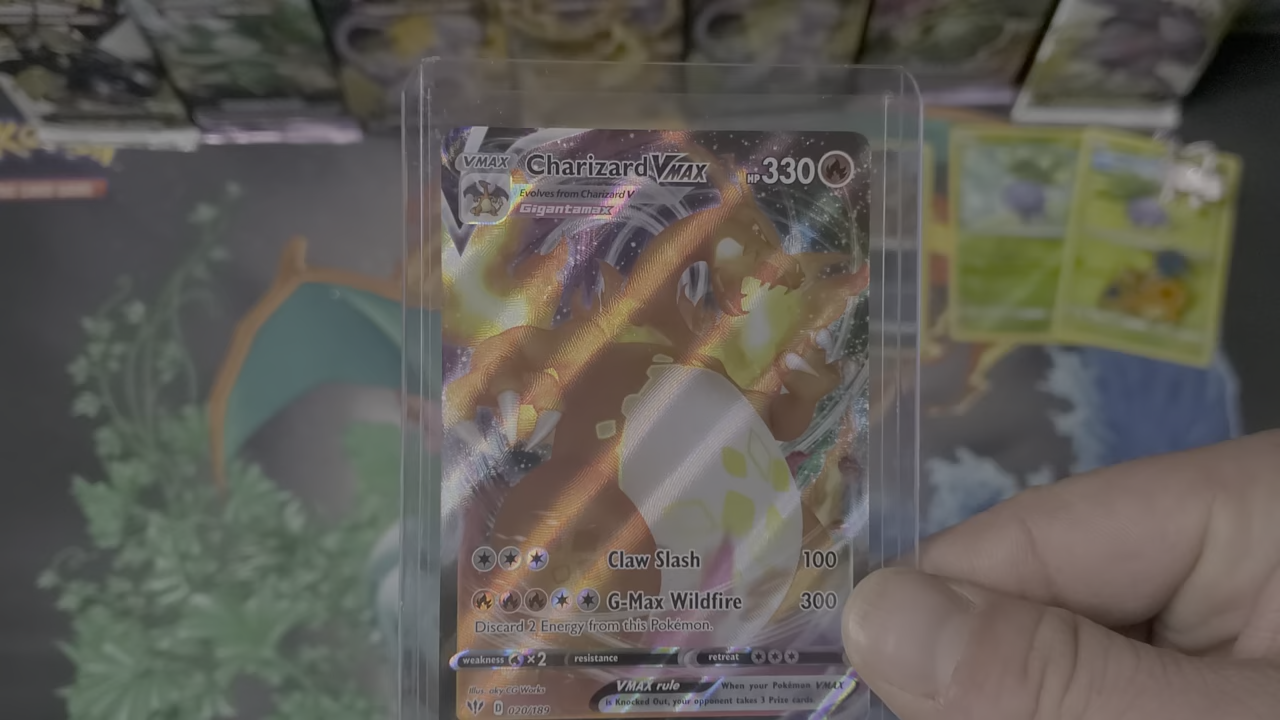 VMAX
Charizard VMAX
HP 330
Evolves from Charizard V
Gigantamax
Claw Slash 100
G-Max Wildfire 300
Discard 2 Energy from this Pokémon.
weakness ×2 resistance retreat
Illus. aky CG Works
VMAX rule When your Pokémon VMAX
is Knocked Out, your opponent takes 3 Prize cards.
D 020/189